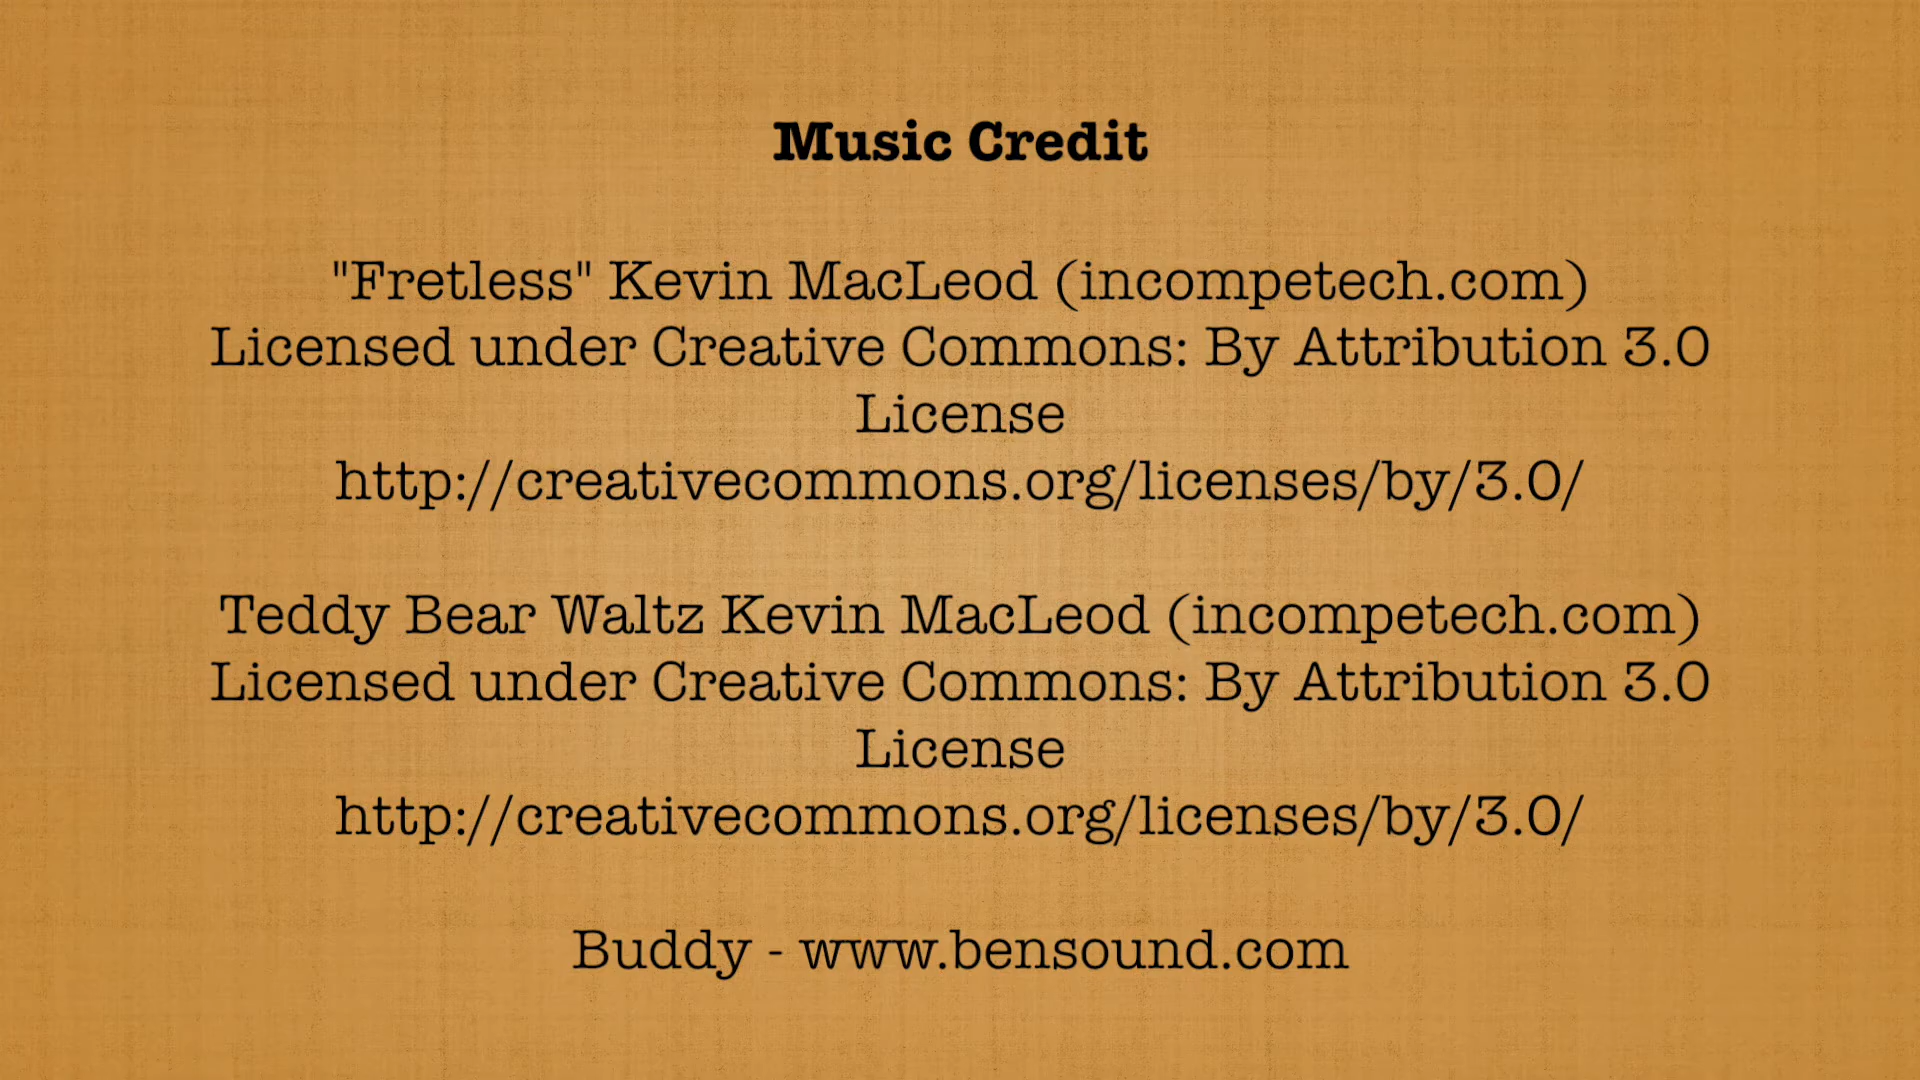 Music Credit
"Fretless" Kevin MacLeod (incompetech.com)
Licensed under Creative Commons: By Attribution 3.0
License
http://creativecommons.org/licenses/by/3.0/
Teddy Bear Waltz Kevin MacLeod (incompetech.com)
Licensed under Creative Commons: By Attribution 3.0
License
http://creativecommons.org/licenses/by/3.0/
Buddy - www.bensound.com